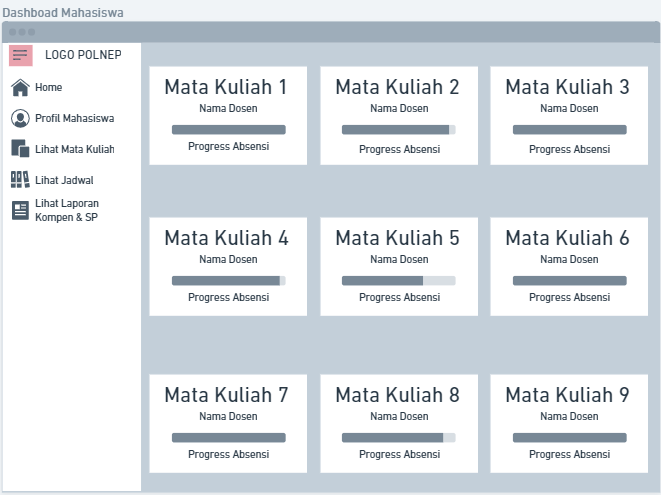 Dashboad Mahasiswa
LOGO POLNEP
Home
Profil Mahasiswa
Lihat Mata Kuliah
Lihat Jadwal
Lihat Laporan
Kompen & SP
Mata Kuliah 1
Nama Dosen
Progress Absensi
Mata Kuliah 2
Nama Dosen
Progress Absensi
Mata Kuliah 3
Nama Dosen
Progress Absensi
Mata Kuliah 4
Nama Dosen
Progress Absensi
Mata Kuliah 5
Nama Dosen
Progress Absensi
Mata Kuliah 6
Nama Dosen
Progress Absensi
Mata Kuliah 7
Nama Dosen
Progress Absensi
Mata Kuliah 8
Nama Dosen
Progress Absensi
Mata Kuliah 9
Nama Dosen
Progress Absensi